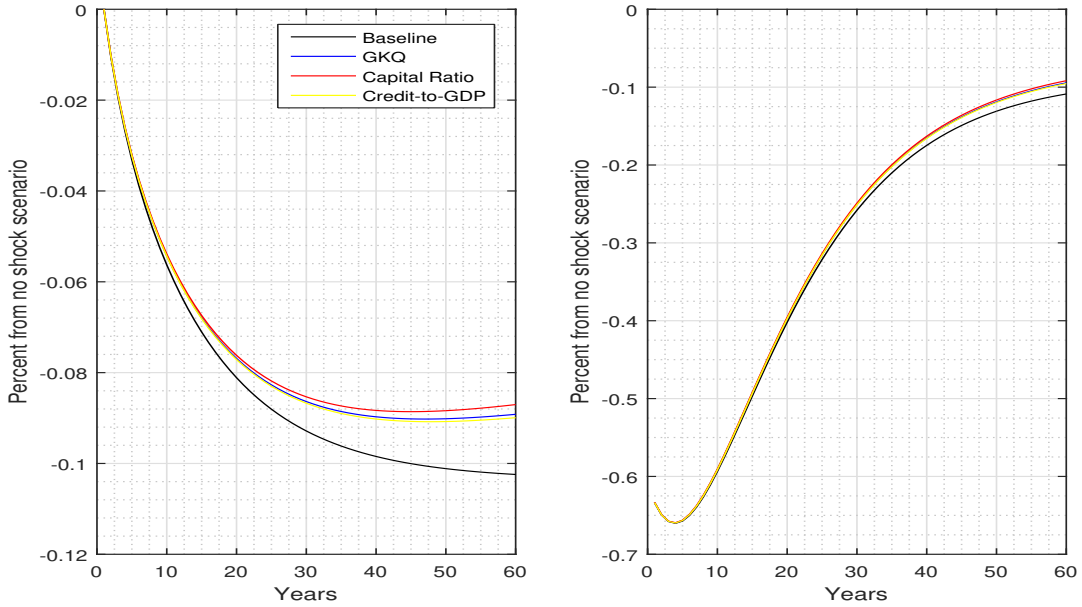 0
-0.02
-0.04
-0.06
-0.08
-0.1
-0.12
Percent from no shock scenario
Baseline
GKQ
Capital Ratio
Credit-to-GDP
0 10 20 30 40 50 60
Years
0
-0.1
-0.2
-0.3
-0.4
-0.5
-0.6
-0.7
Percent from no shock scenario
0 10 20 30 40 50 60
Years